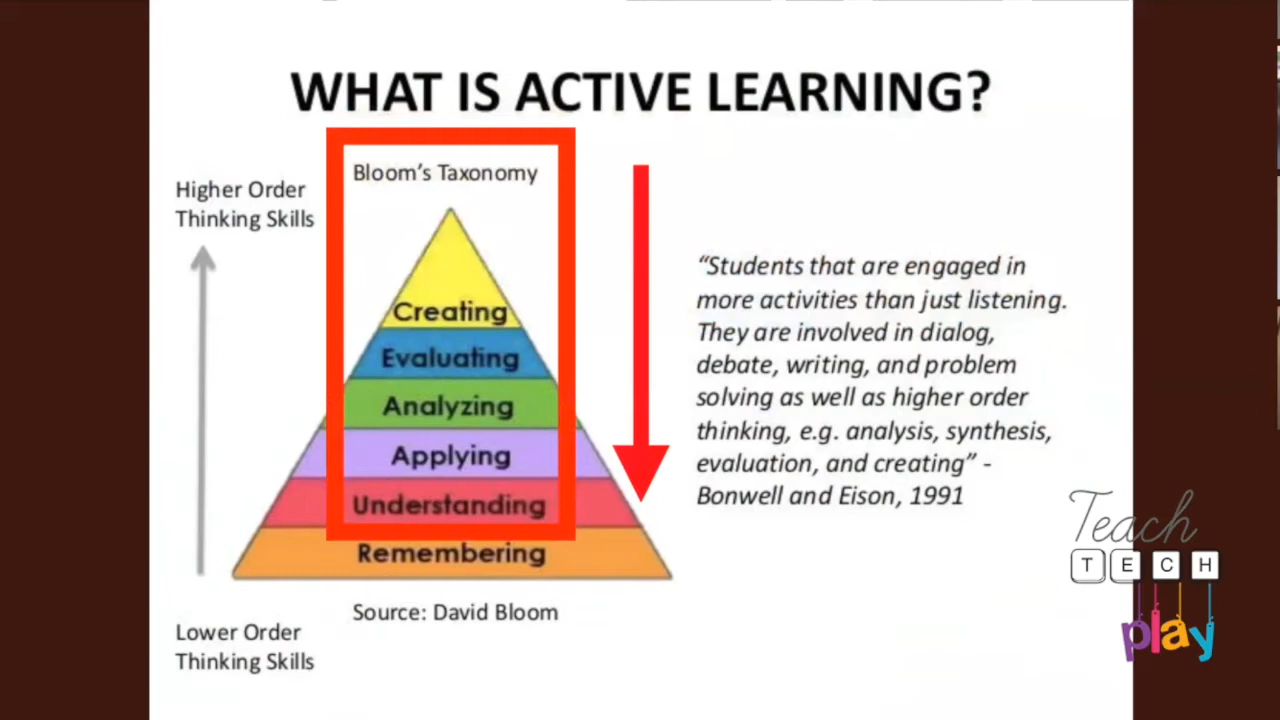 WHAT IS ACTIVE LEARNING?
Bloom's Taxonomy
Higher Order
Thinking Skills
Creating
Evaluating
Analyzing
Applying
Understanding
Remembering
Source: David Bloom
Lower Order
Thinking Skills
“Students that are engaged in
more activities than just listening.
They are involved in dialog,
debate, writing, and problem
solving as well as higher order
thinking, e.g. analysis, synthesis,
evaluation, and creating” -
Bonwell and Eison, 1991
Teach
TECH
play